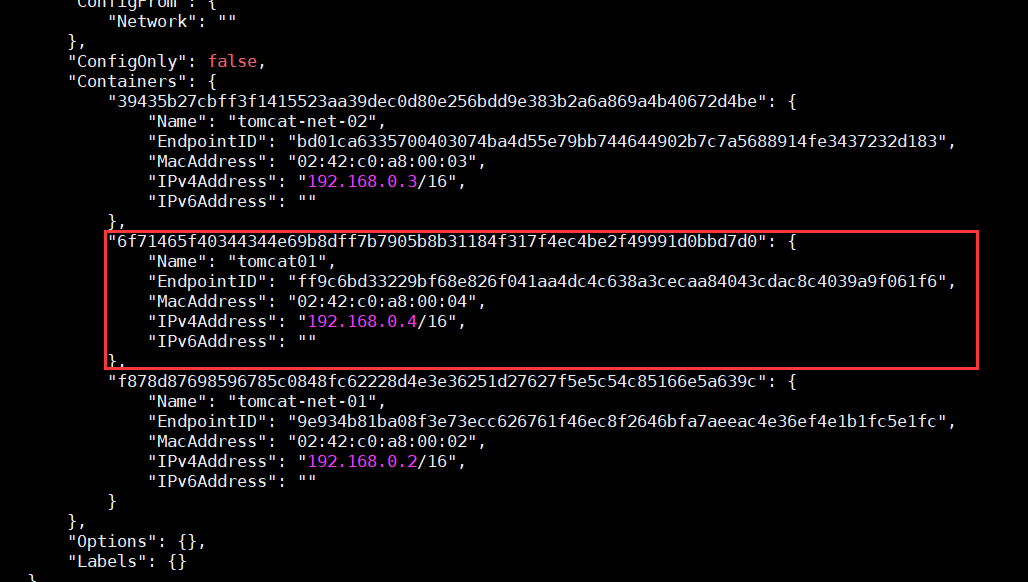 "ConfigFrom": {
"Network": ""
},
"ConfigOnly": false,
"Containers": {
"39435b27cbff3f1415523aa39dec0d80e256bdd9e383b2a6a869a4b40672d4be": {
"Name": "tomcat-net-02",
"EndpointID": "bd01ca6335700403074ba4d55e79bb744644902b7c7a5688914fe3437232d183",
"MacAddress": "02:42:c0:a8:00:03",
"IPv4Address": "192.168.0.3/16",
"IPv6Address": ""
},
"6f71465f40344344e69b8dff7b7905b8b31184f317f4ec4be2f49991d0bbd7d0": {
"Name": "tomcat01",
"EndpointID": "ff9c6bd33229bf68e826f041aa4dc4c638a3cecaa84043cdac8c4039a9f061f6",
"MacAddress": "02:42:c0:a8:00:04",
"IPv4Address": "192.168.0.4/16",
"IPv6Address": ""
},
"f878d87698596785c0848fc62228d4e3e36251d27627f5e5c54c85166e5a639c": {
"Name": "tomcat-net-01",
"EndpointID": "9e934b81ba08f3e73ecc626761f46ec8f2646bfa7aeeac4e36ef4e1b1fc5e1fc",
"MacAddress": "02:42:c0:a8:00:02",
"IPv4Address": "192.168.0.2/16",
"IPv6Address": ""
}
},
"Options": {},
"Labels": {}
}